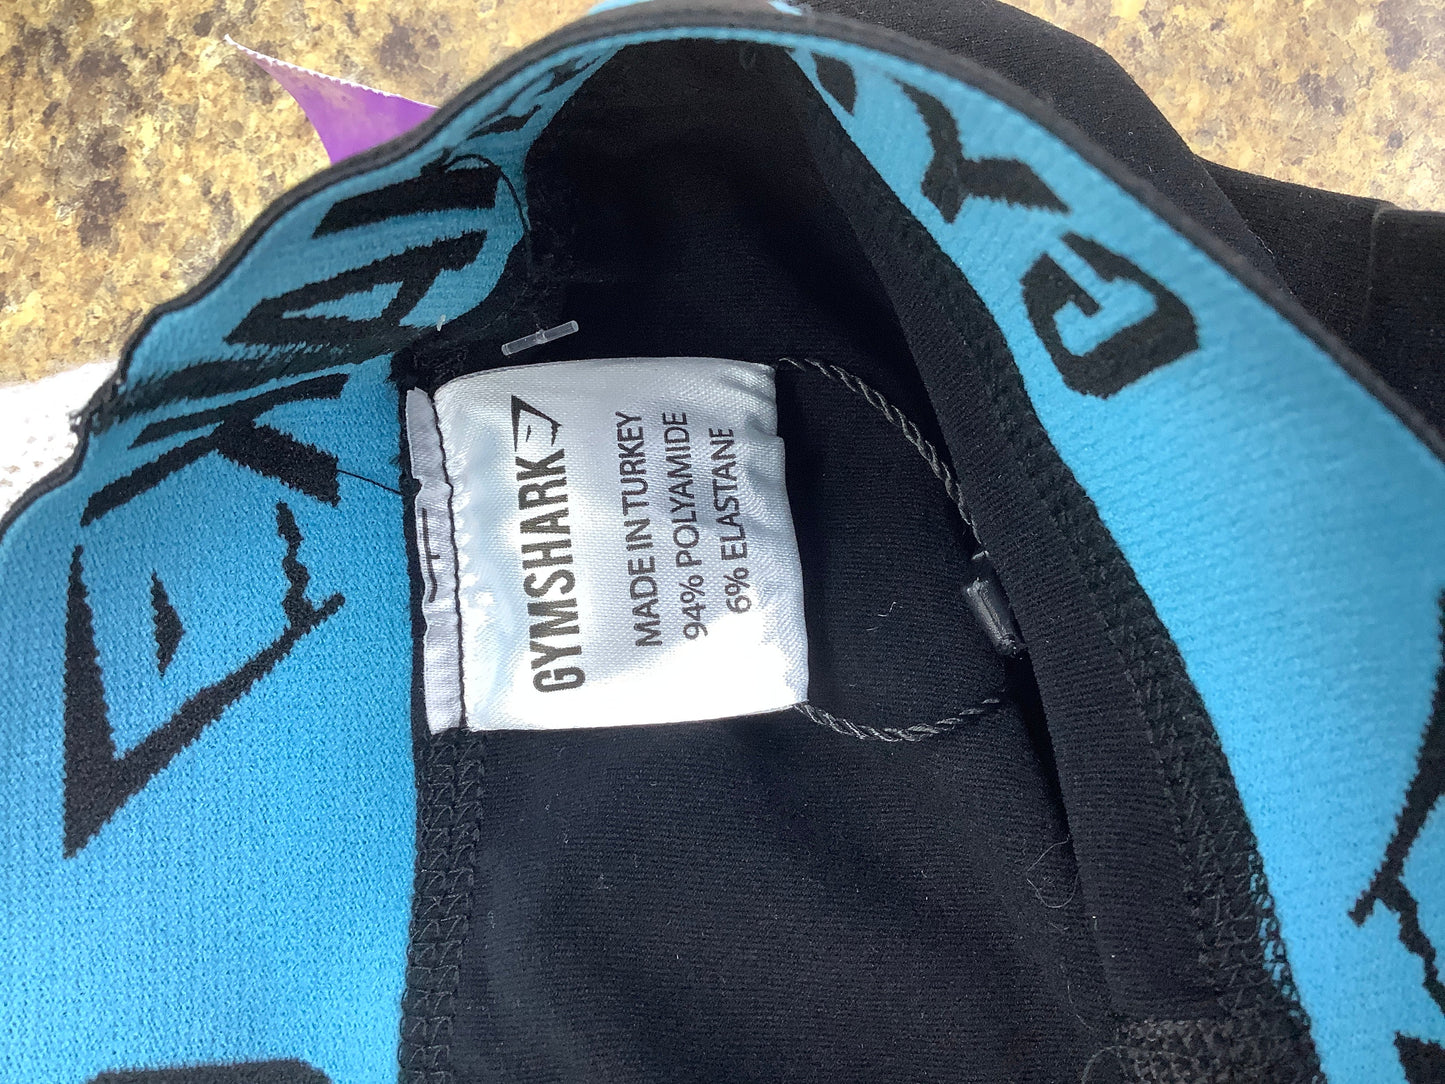 GYMSHARK
MADE IN TURKEY
94% POLYAMIDE
6% ELASTANE